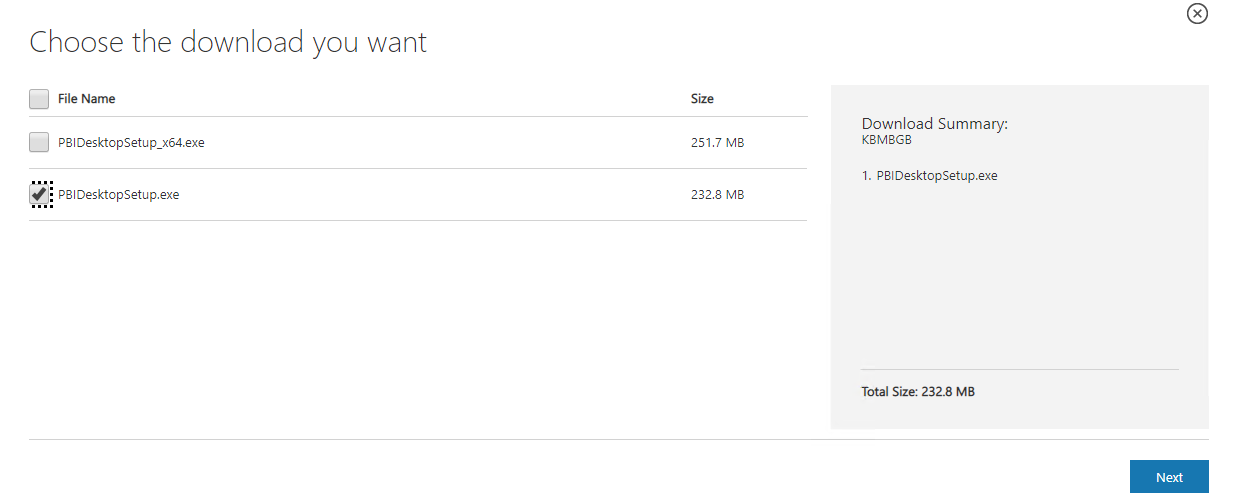 Choose the download you want
File Name Size
PBIDesktopSetup_x64.exe 251.7 MB
PBIDesktopSetup.exe 232.8 MB
Download Summary:
KBMBGB
1. PBIDesktopSetup.exe
Total Size: 232.8 MB
Next